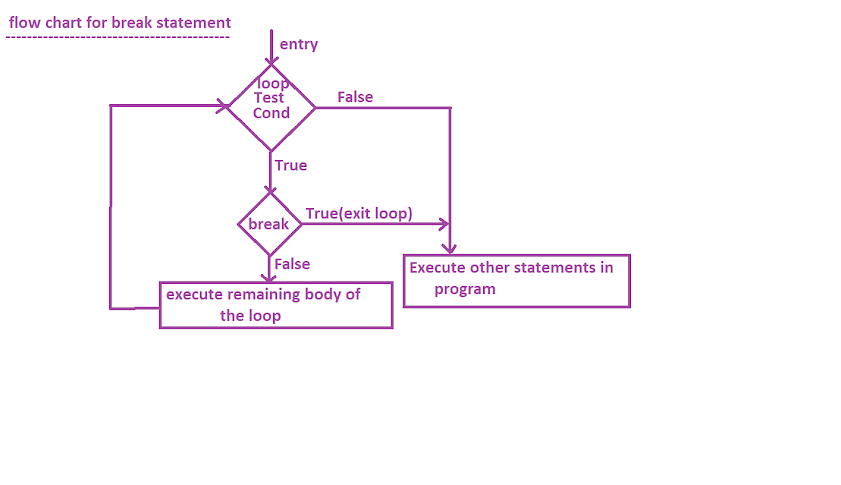 flow chart for break statement
entry
loop
Test
Cond
False
True
break
True(exit loop)
False
Execute other statements in
program
execute remaining body of
the loop